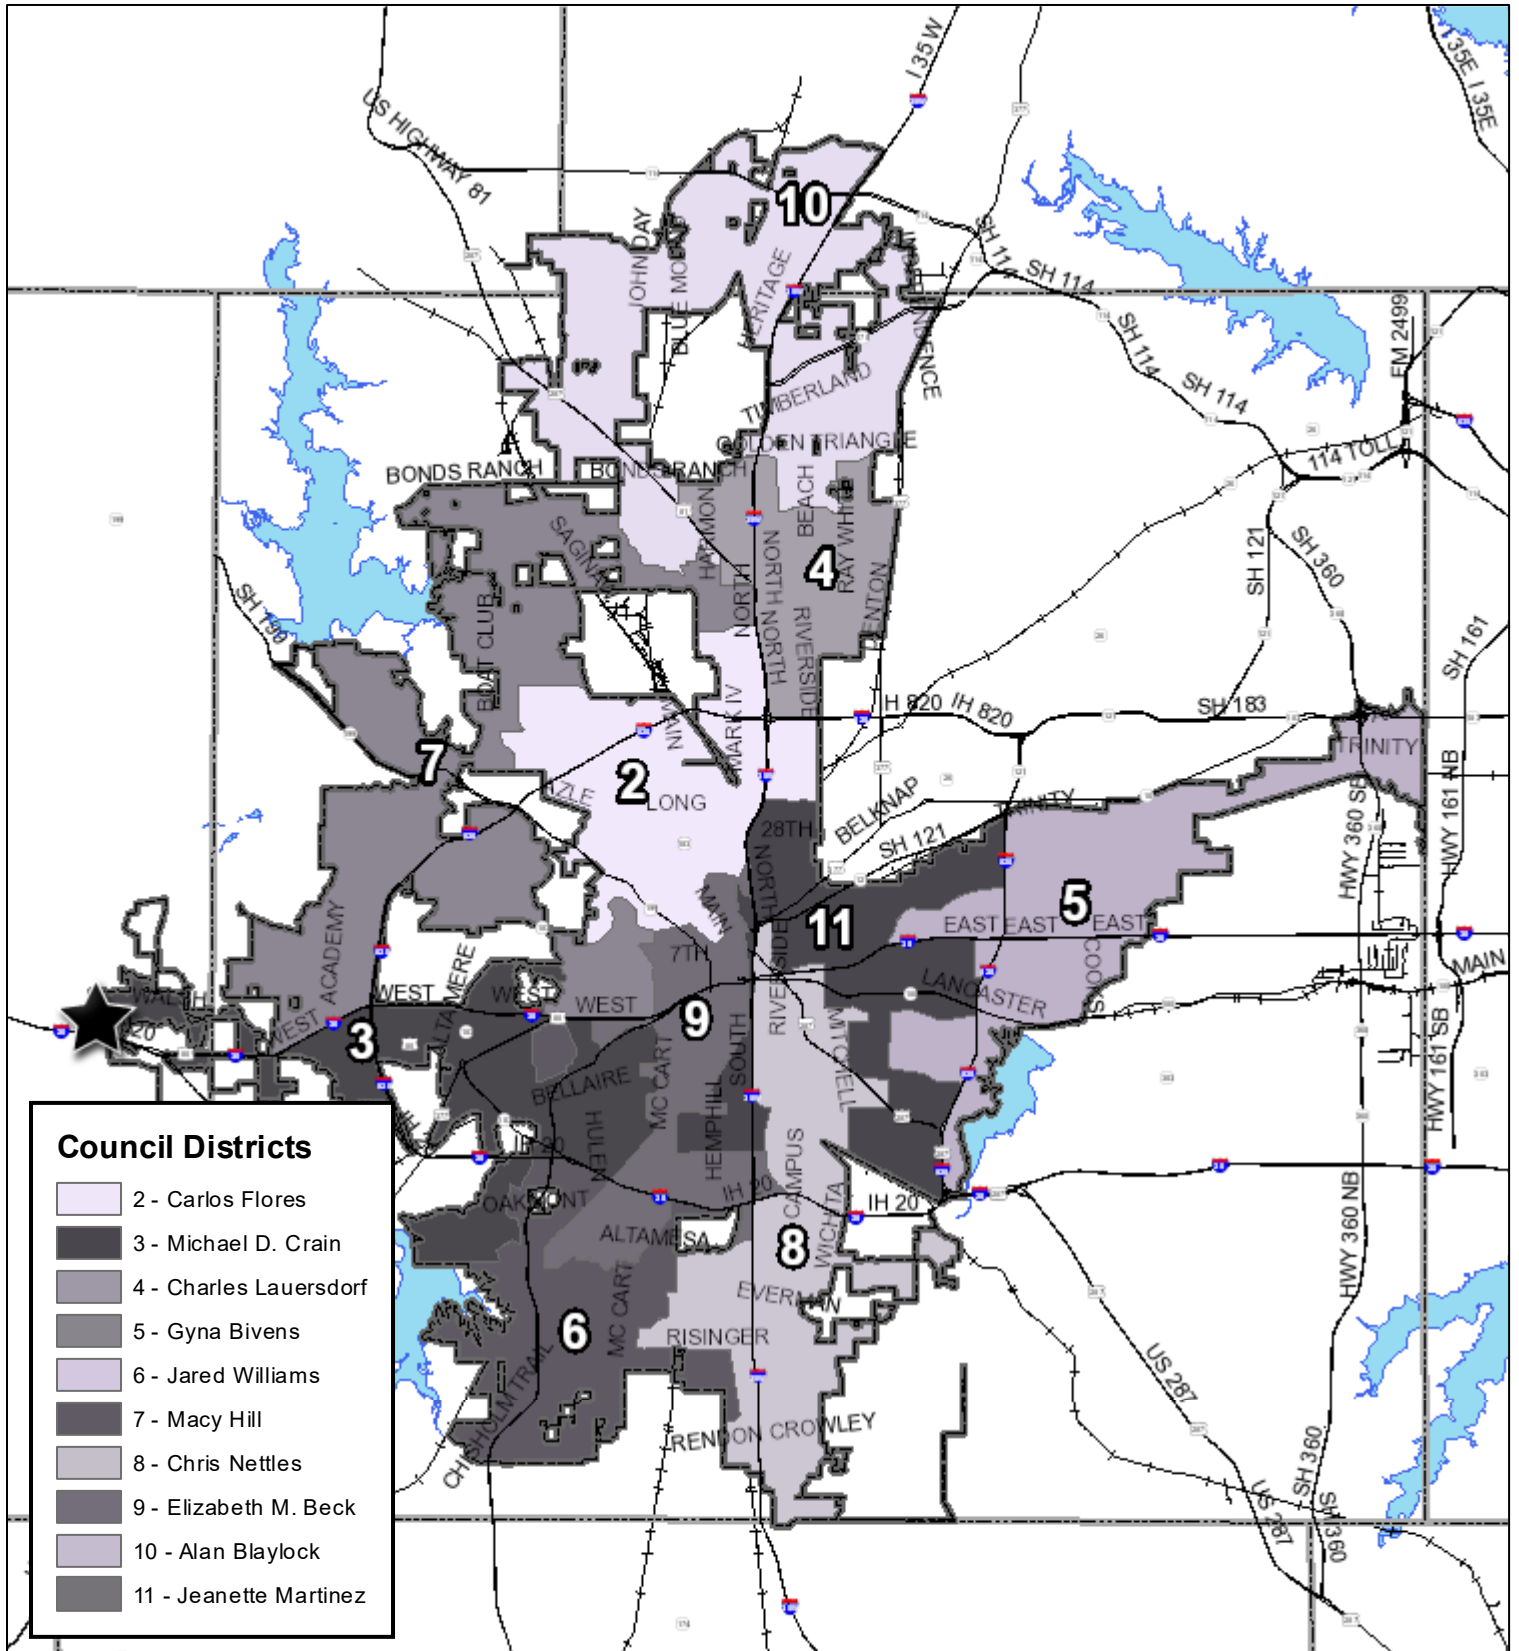 I 35W
I 35E
I 35E
US HIGHWAY 81
10
JOHN DAY
HERITAGE
SH 114
SH 114
SH 114
FM 2499
TIMBERLAND
GOLDEN TRIANGLE
114 TOLL
BONDS RANCH
BONDS RANCH
HARMON
BEACH
RAY WHITE
SAGINAW
NORTH
NORTH
NORTH
4
DENTON
SH 121
SH 360
SH 199
BOAT CLUB
RIVERSIDE
SH 161
MARK IV
IH 820
SH 183
TRINITY
7
2
LONG
BELKNAP
TRINITY
28TH
SH 121
HWY 360 SB
HWY 161 NB
NORTH
MAIN
11
5
EAST
EAST
EAST
COOKS
ACADEMY
7TH
RIVERSIDE
LANCASTER
MAIN
WALSH
WEST
WEST
WEST
WEST
ALTAMERE
20
3
9
SOUTH
MITCHELL
HWY 161 SB
BELLAIRE
MC CART
HULEN
HEMPHILL
CAMPUS
IH 20
IH 20
IH 20
OAKMONT
ALTAMESA
WICHITA
8
HWY 360 NB
EVERMAN
6
MC CART
RISINGER
US 287
CHISHOLM TRAIL
RENDON CROWLEY
SH 360
US 287
SH 360
Council Districts
2 - Carlos Flores
3 - Michael D. Crain
4 - Charles Lauersdorf
5 - Gyna Bivens
6 - Jared Williams
7 - Macy Hill
8 - Chris Nettles
9 - Elizabeth M. Beck
10 - Alan Blaylock
11 - Jeanette Martinez